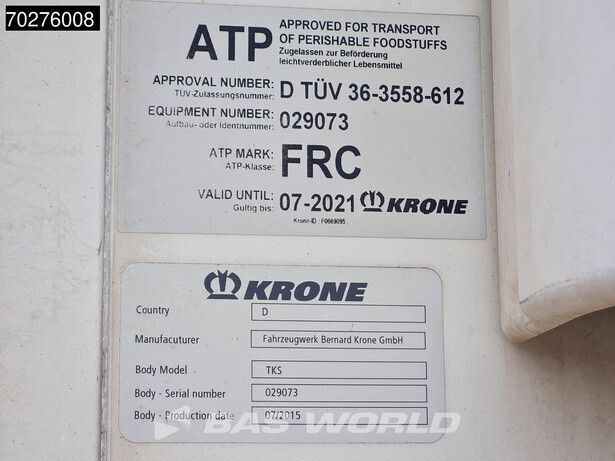 70276008
ATP APPROVED FOR TRANSPORT
OF PERISHABLE FOODSTUFFS
Zugelassen zur Beförderung
leichtverderblicher Lebensmittel
APPROVAL NUMBER: D TÜV 36-3558-612
TÜV-Zulassungsnummer:
EQUIPMENT NUMBER: 029073
Aufbau- oder Identnummer:
ATP MARK: FRC
ATP-Klasse:
VALID UNTIL: 07-2021 KRONE
Gültig bis:
Krone-ID : F0669095
KRONE
Country D
Manufacturer Fahrzeugwerk Bernard Krone GmbH
Body Model TKS
Body - Serial number 029073
Body - Production date 07/2015
BAS WORLD